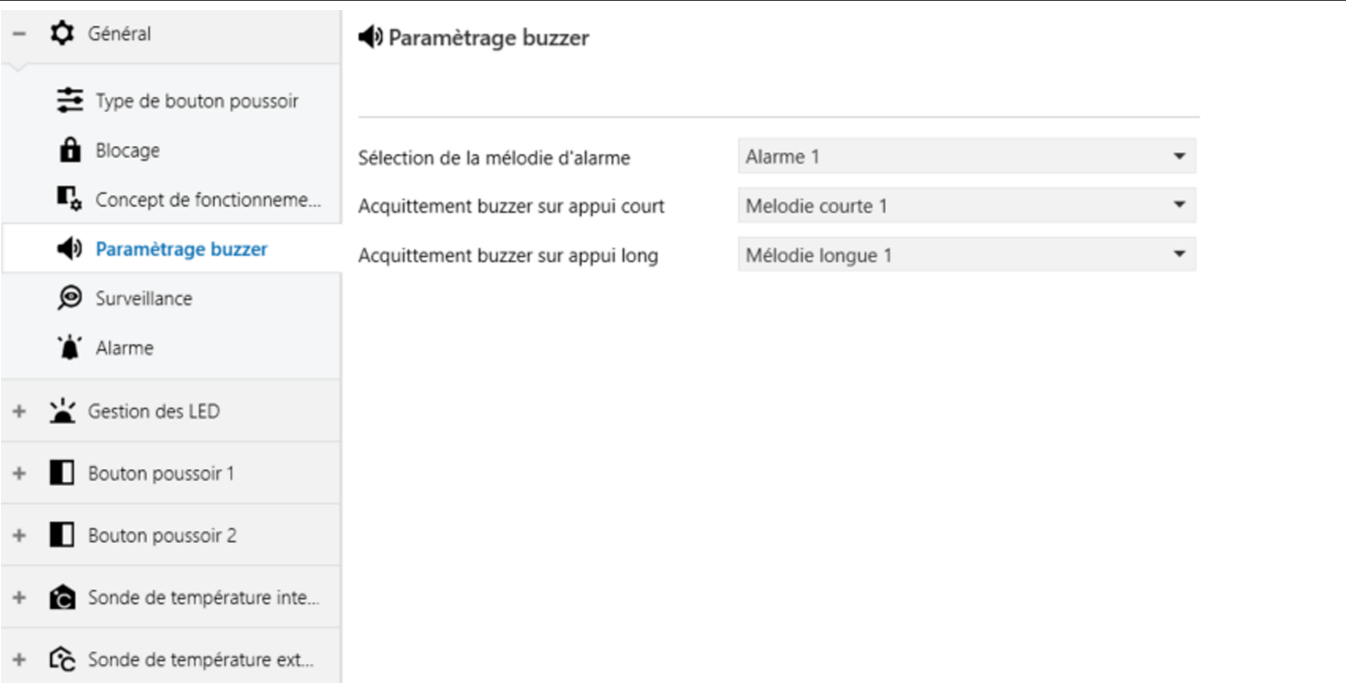 Général
Type de bouton poussoir
Blocage
Concept de fonctionneme...
Paramètrage buzzer
Surveillance
Alarme
Gestion des LED
Bouton poussoir 1
Bouton poussoir 2
Sonde de température inte...
Sonde de température ext...
Paramètrage buzzer
Sélection de la mélodie d'alarme Alarme 1
Acquittement buzzer sur appui court Melodie courte 1
Acquittement buzzer sur appui long Mélodie longue 1